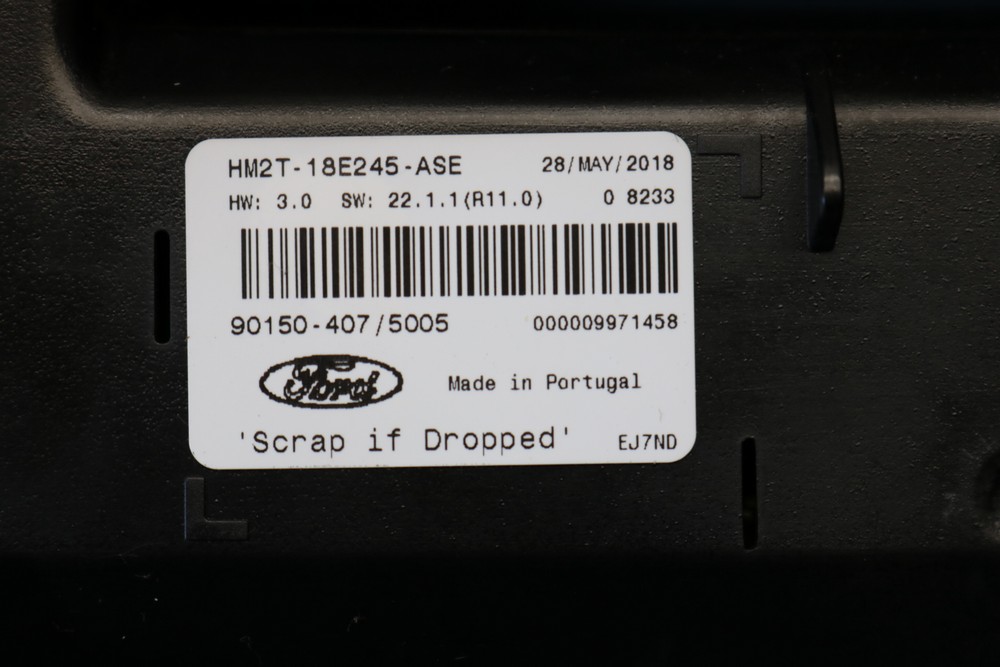 HM2T-18E245-ASE 28/MAY/2018
HW: 3.0 SW: 22.1.1(R11.0) 0 8233
90150-407/5005 000009971458
Ford Made in Portugal
'Scrap if Dropped' EJ7ND